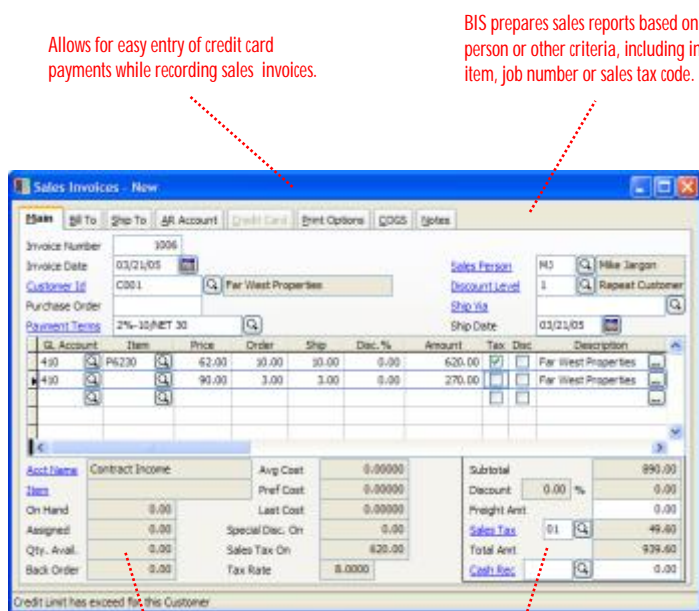 Allows for easy entry of credit card
payments while recording sales invoices.
BIS prepares sales reports based on
person or other criteria, including in
item, job number or sales tax code.
Sales Invoices - New
Main Bill To Ship To AR Account Credit Card Print Options COGS Notes
Invoice Number 1006
Invoice Date 03/21/05 Sales Person MJ Mike Jargon
Customer Id C001 Far West Properties Discount Level 1 Repeat Customer
Purchase Order Ship Via
Payment Terms 2%-10/NET 30 Ship Date 03/21/05
GL Account Item Price Order Ship Disc.% Amount Tax Disc Description
410 P6230 62.00 10.00 10.00 0.00 620.00 Far West Properties ...
410 90.00 3.00 3.00 0.00 270.00 Far West Properties ...
...
Acct Name Contract Income Avg Cost 0.00000 Subtotal 890.00
Item Pref Cost 0.00000 Discount 0.00 % 0.00
On Hand 0.00 Last Cost 0.00000 Freight Amt 0.00
Assigned 0.00 Special Disc. On 0.00 Sales Tax 01 49.60
Qty. Avail. 0.00 Sales Tax On 620.00 Total Amt 939.60
Back Order 0.00 Tax Rate 8.0000 Cash Rec 0.00
Credit Limit has exceed for this Customer